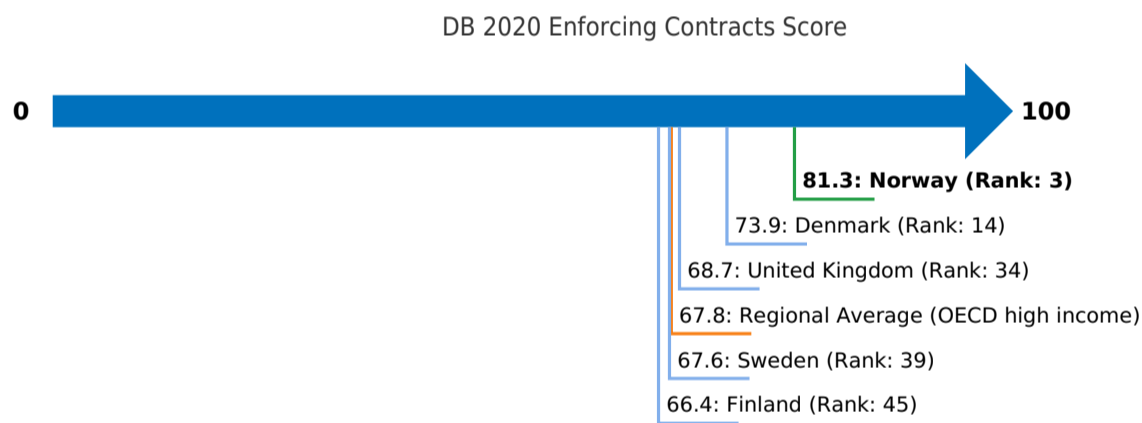 DB 2020 Enforcing Contracts Score
0
100
81.3: Norway (Rank: 3)
73.9: Denmark (Rank: 14)
68.7: United Kingdom (Rank: 34)
67.8: Regional Average (OECD high income)
67.6: Sweden (Rank: 39)
66.4: Finland (Rank: 45)